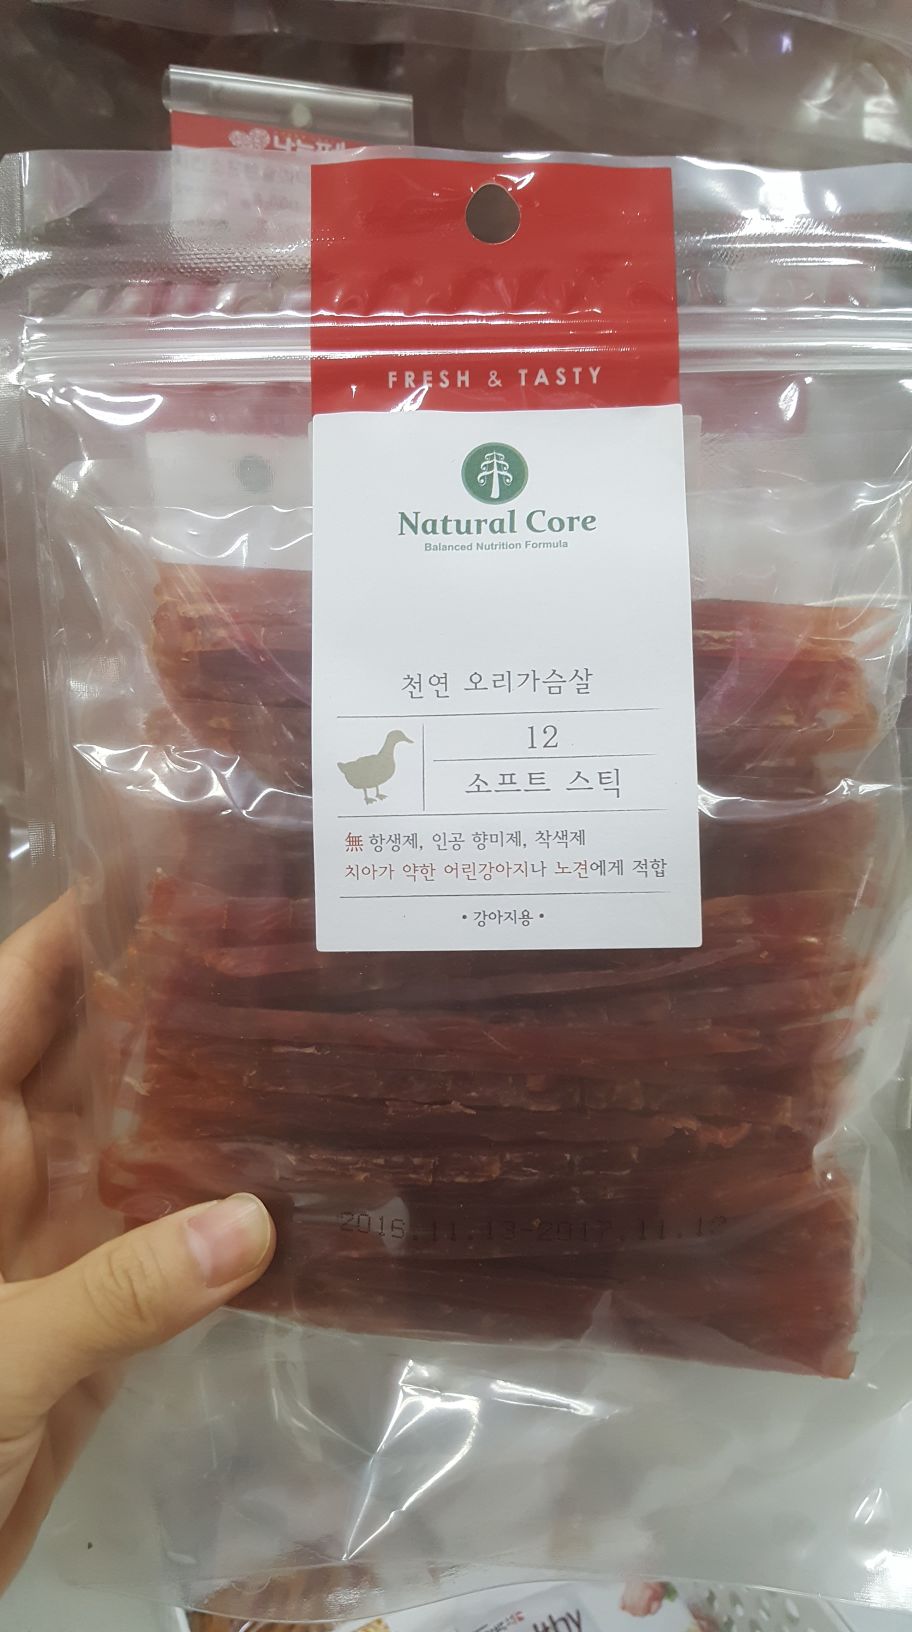 FRESH & TASTY
Natural Core
Balanced Nutrition Formula
천연 오리가슴살
12
소프트 스틱
無 항생제, 인공 향미제, 착색제
치아가 약한 어린강아지나 노견에게 적합
• 강아지용 •
2016.11.13-2017.11.12